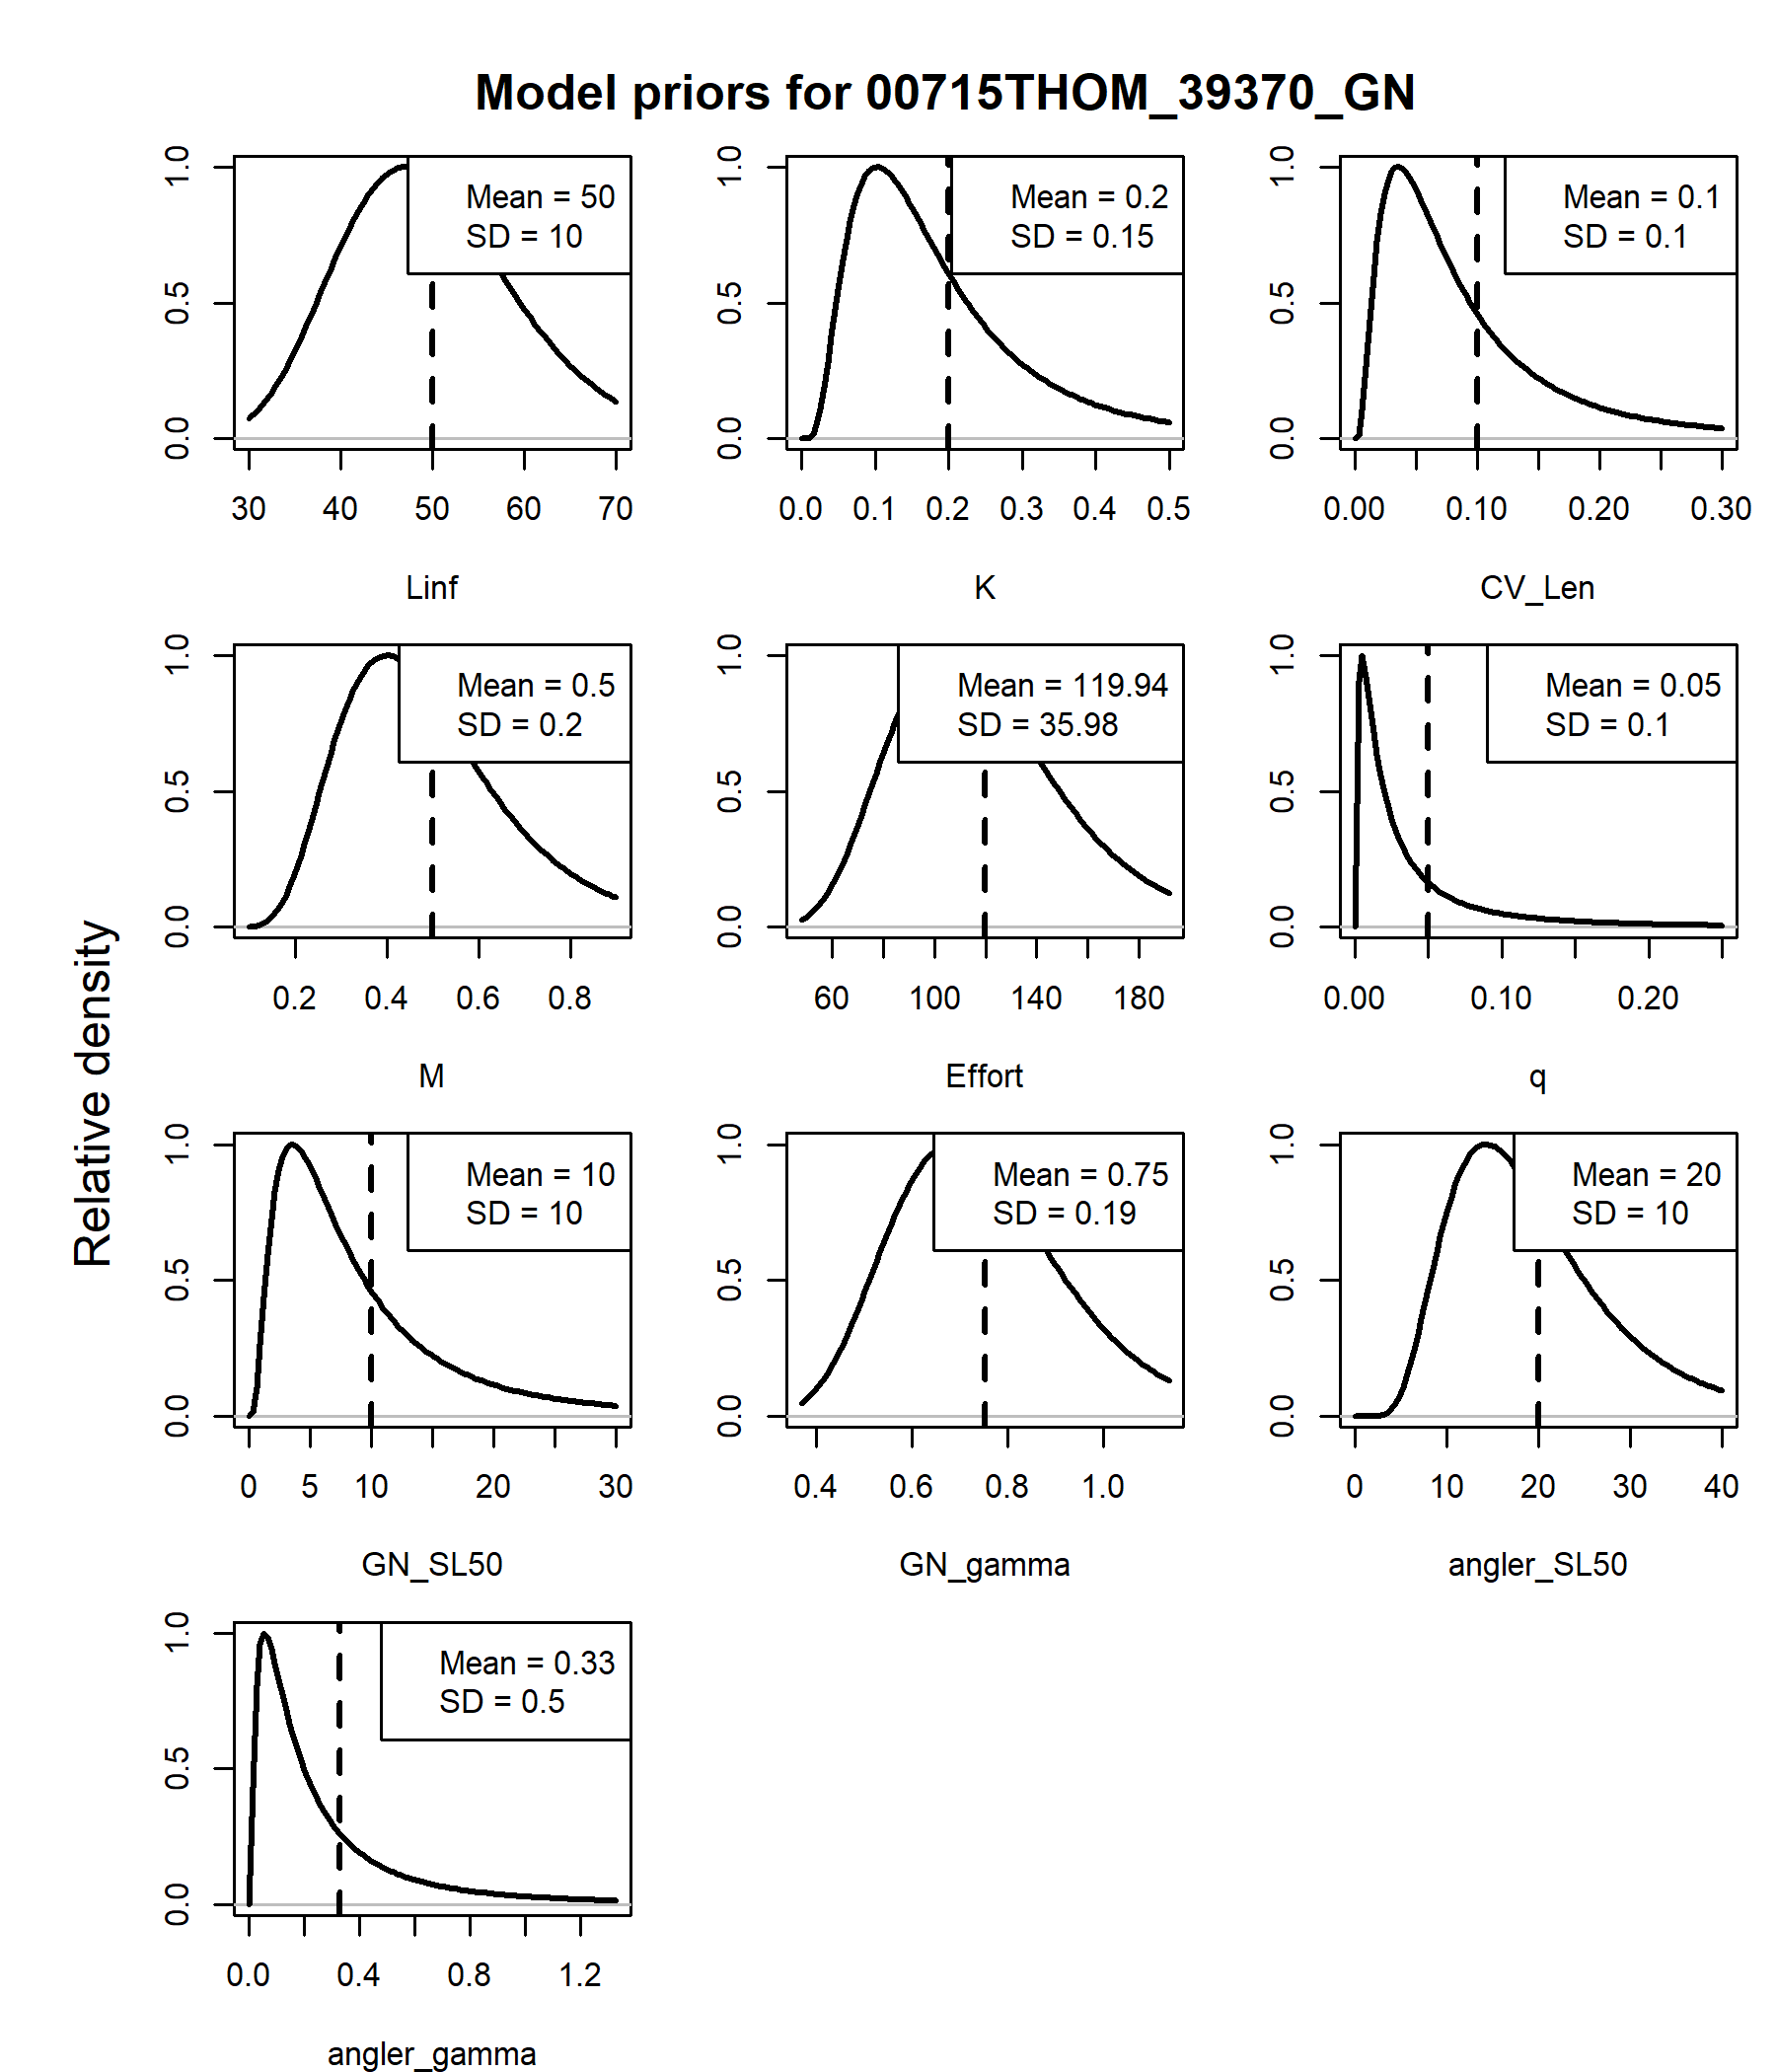 Model priors for 00715THOM_39370_GN
Relative density
0.0 0.5 1.0
Mean = 50
SD = 10
30 40 50 60 70
Linf
0.0 0.5 1.0
Mean = 0.2
SD = 0.15
0.0 0.1 0.2 0.3 0.4 0.5
K
0.0 0.5 1.0
Mean = 0.1
SD = 0.1
0.00 0.10 0.20 0.30
CV_Len
0.0 0.5 1.0
Mean = 0.5
SD = 0.2
0.2 0.4 0.6 0.8
M
0.0 0.5 1.0
Mean = 119.94
SD = 35.98
60 100 140 180
Effort
0.0 0.5 1.0
Mean = 0.05
SD = 0.1
0.00 0.10 0.20
q
0.0 0.5 1.0
Mean = 10
SD = 10
0 5 10 20 30
GN_SL50
0.0 0.5 1.0
Mean = 0.75
SD = 0.19
0.4 0.6 0.8 1.0
GN_gamma
0.0 0.5 1.0
Mean = 20
SD = 10
0 10 20 30 40
angler_SL50
0.0 0.5 1.0
Mean = 0.33
SD = 0.5
0.0 0.4 0.8 1.2
angler_gamma